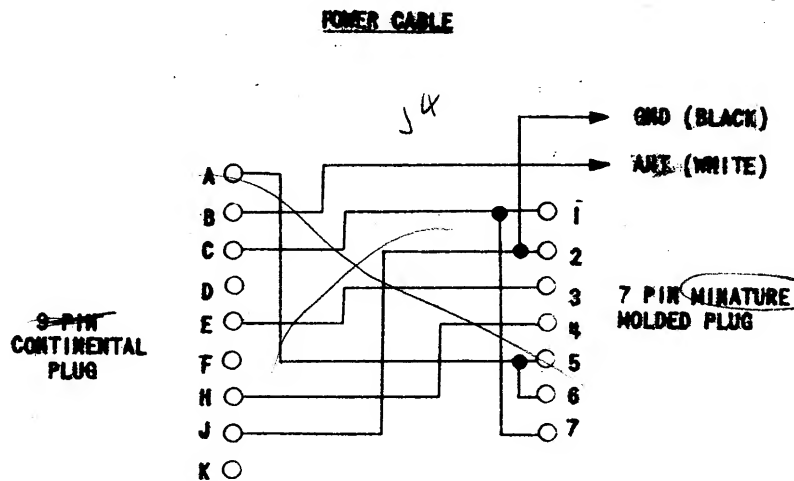 POWER CABLE
J4
GND (BLACK)
ANT (WHITE)
A
B
C
D
E
F
H
J
K
9 PIN
CONTINENTAL
PLUG
1
2
3
4
5
6
7
7 PIN MINATURE
MOLDED PLUG